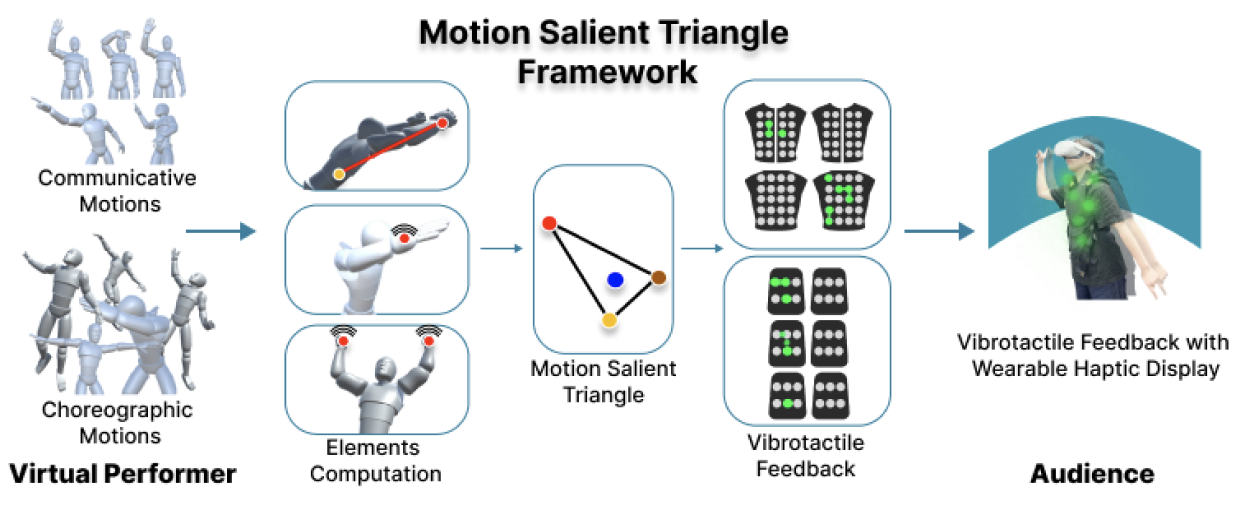 Motion Salient Triangle
Framework
Communicative
Motions
Choreographic
Motions
Virtual Performer
Elements
Computation
Motion Salient
Triangle
Vibrotactile
Feedback
Vibrotactile Feedback with
Wearable Haptic Display
Audience